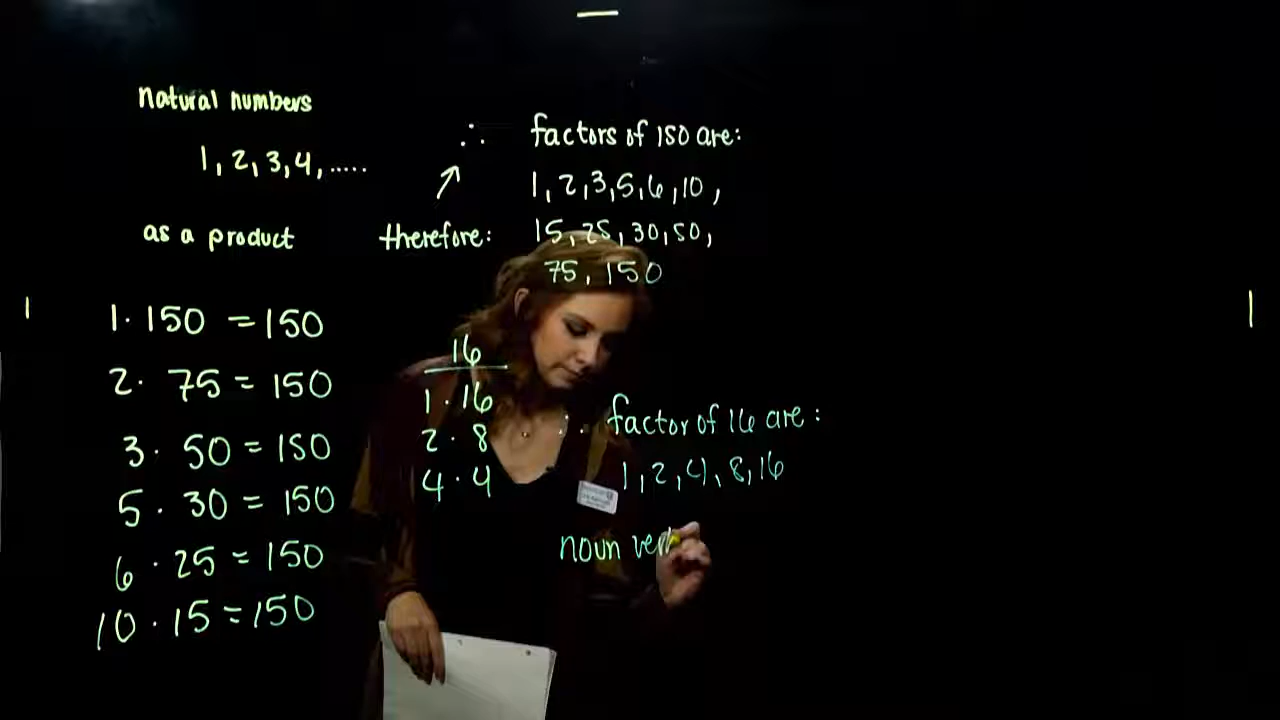 natural numbers
1, 2, 3, 4, .....
as a product
1 · 150 = 150
2 · 75 = 150
3 · 50 = 150
5 · 30 = 150
6 · 25 = 150
10 · 15 = 150
therefore:
∴ factors of 150 are:
1, 2, 3, 5, 6, 10,
15, 25, 30, 50,
75, 150
16
1 · 16
2 · 8
4 · 4
∴ factor of 16 are:
1, 2, 4, 8, 16
noun